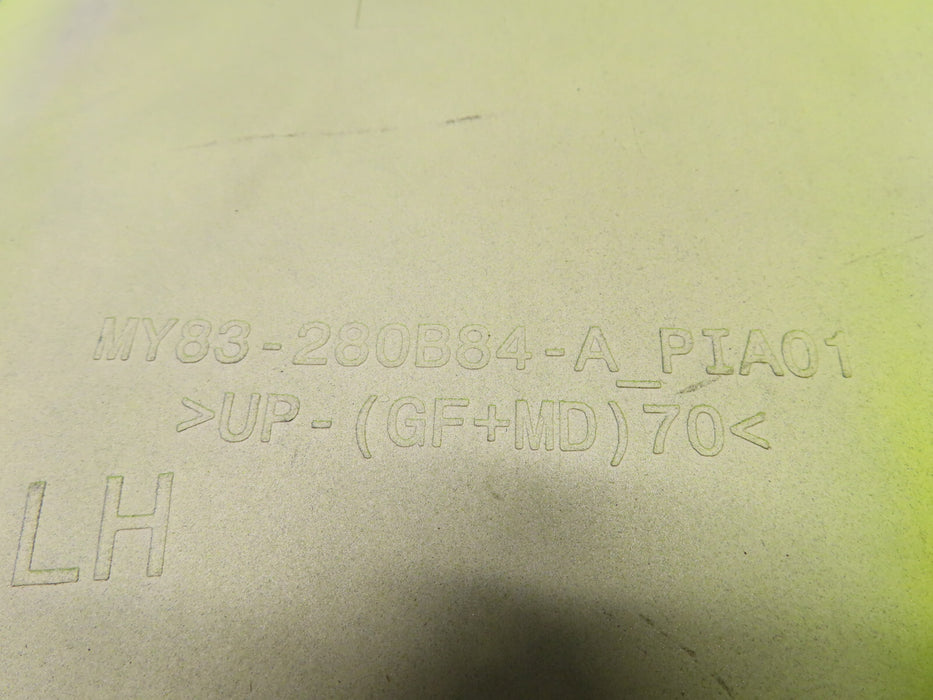 MY83-280B84-A_PIA01
>UP-(GF+MD)70<
LH